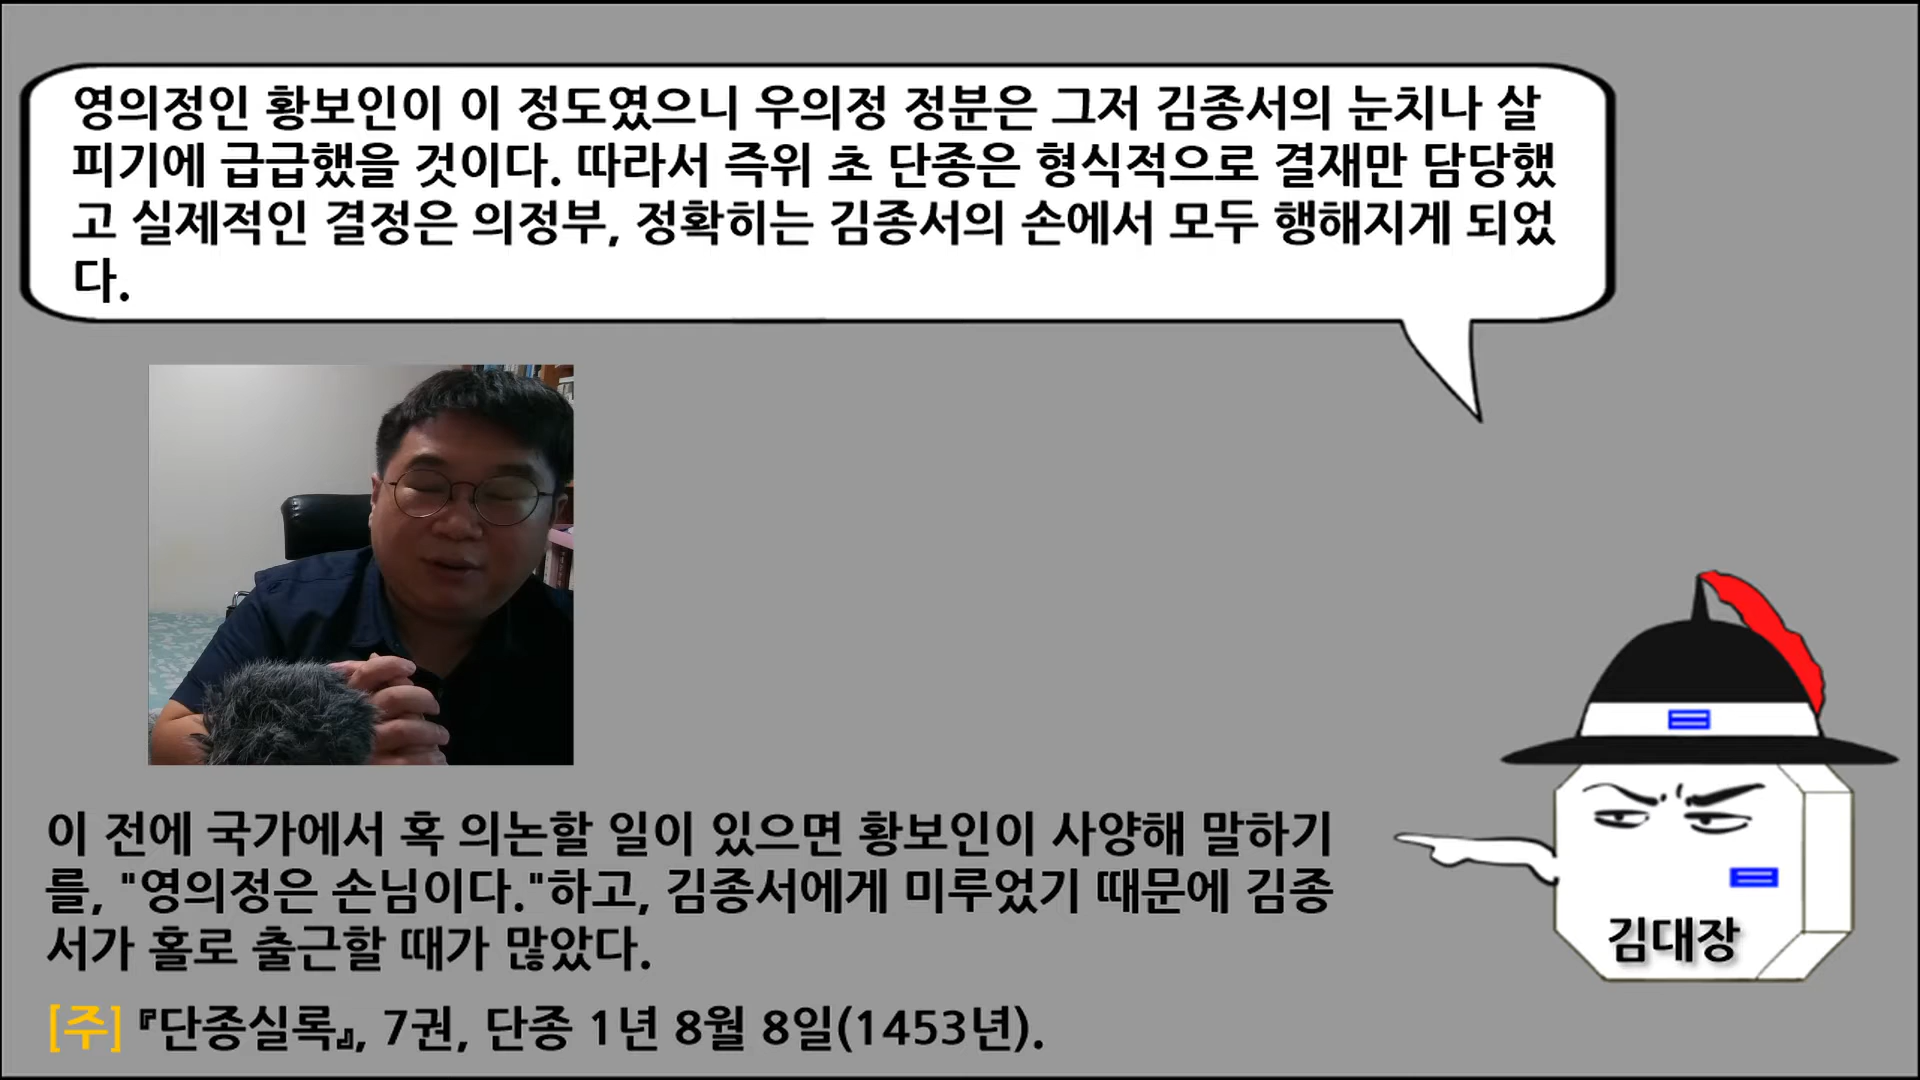 영의정인 황보인이 이 정도였으니 우의정 정분은 그저 김종서의 눈치나 살
피기에 급급했을 것이다. 따라서 즉위 초 단종은 형식적으로 결재만 담당했
고 실제적인 결정은 의정부, 정확히는 김종서의 손에서 모두 행해지게 되었
다.
이 전에 국가에서 혹 의논할 일이 있으면 황보인이 사양해 말하기
를, "영의정은 손님이다."하고, 김종서에게 미루었기 때문에 김종
서가 홀로 출근할 때가 많았다.
[주] 『단종실록』, 7권, 단종 1년 8월 8일(1453년).
김대장